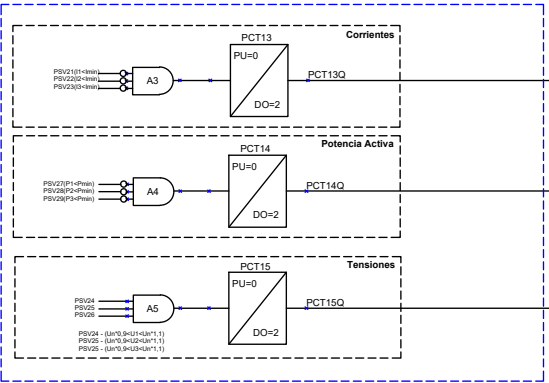 Corrientes
PCT13
PU=0
PSV21(I1<Imin)
PSV22(I2<Imin)
PSV23(I3<Imin)
A3
PCT13Q
DO=2
Potencia Activa
PCT14
PU=0
PSV27(P1<Pmin)
PSV28(P2<Pmin)
PSV29(P3<Pmin)
A4
PCT14Q
DO=2
Tensiones
PCT15
PU=0
PSV24
PSV25
PSV26
A5
PCT15Q
DO=2
PSV24 - (Un*0,9<U1<Un*1,1)
PSV25 - (Un*0,9<U2<Un*1,1)
PSV25 - (Un*0,9<U3<Un*1,1)